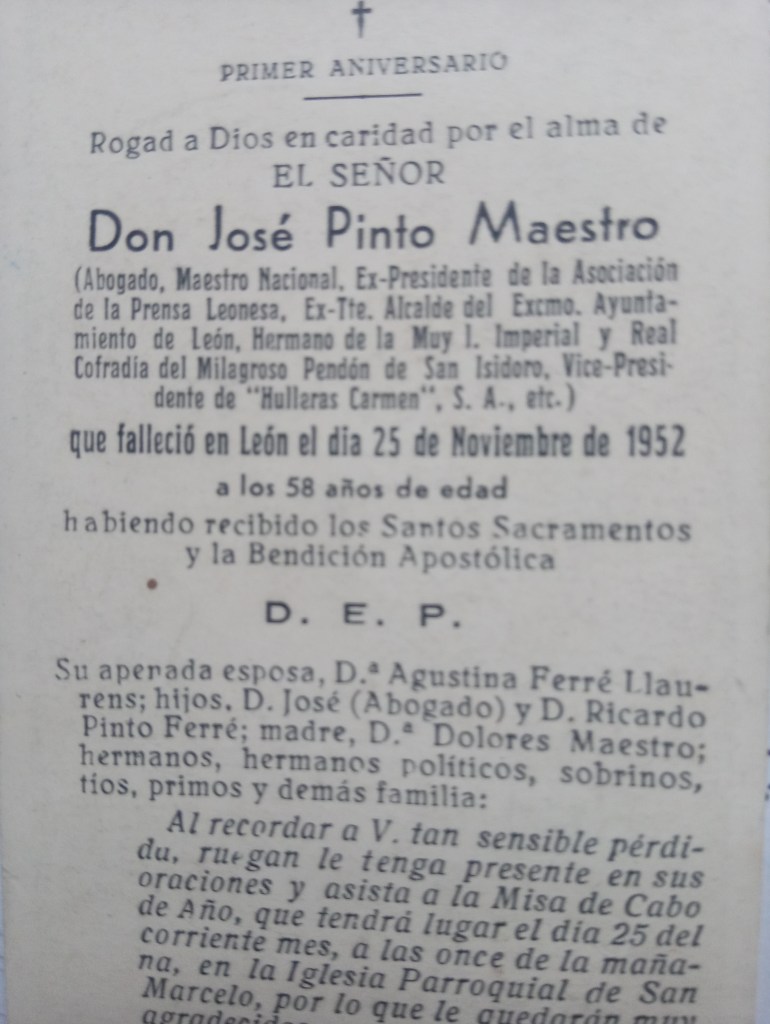 PRIMER ANIVERSARIO
Rogad a Dios en caridad por el alma de
EL SEÑOR
Don José Pinto Maestro
(Abogado, Maestro Nacional, Ex-Presidente de la Asociación
de la Prensa Leonesa, Ex-Tte. Alcalde del Excmo. Ayunta-
miento de León, Hermano de la Muy I. Imperial y Real
Cofradía del Milagroso Pendón de San Isidoro, Vice-Presi-
dente de "Hulleras Carmen", S. A., etc.)
que falleció en León el dia 25 de Noviembre de 1952
a los 58 años de edad
habiendo recibido los Santos Sacramentos
y la Bendición Apostólica
D. E. P.
Su apenada esposa, D.ª Agustina Ferré Llau-
rens; hijos, D. José (Abogado) y D. Ricardo
Pinto Ferré; madre, D.ª Dolores Maestro;
hermanos, hermanos políticos, sobrinos,
tios, primos y demás familia:
Al recordar a V. tan sensible pérdi-
da, ruegan le tenga presente en sus
oraciones y asista a la Misa de Cabo
de Año, que tendrá lugar el día 25 del
corriente mes, a las once de la maña-
na, en la Iglesia Parroquial de San
Marcelo, por lo que le quedarán muy
agradecidos